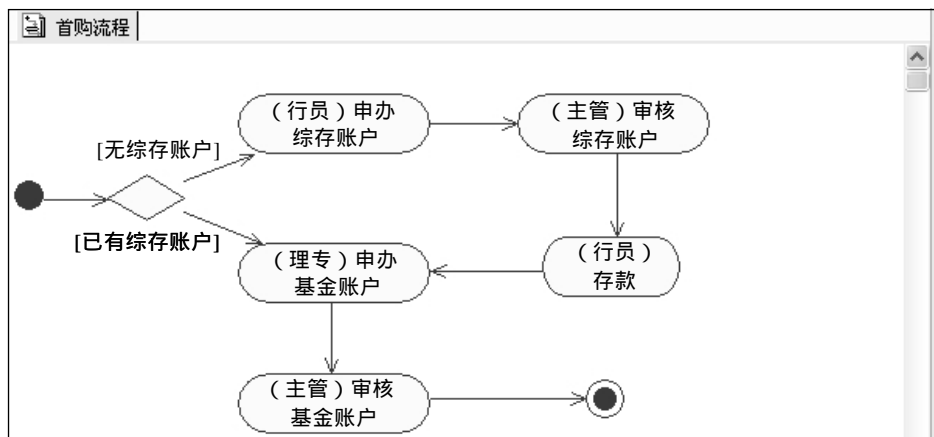 首购流程
（行员）申办
综存账户
（主管）审核
综存账户
[无综存账户]
[已有综存账户]
（理专）申办
基金账户
（行员）
存款
（主管）审核
基金账户